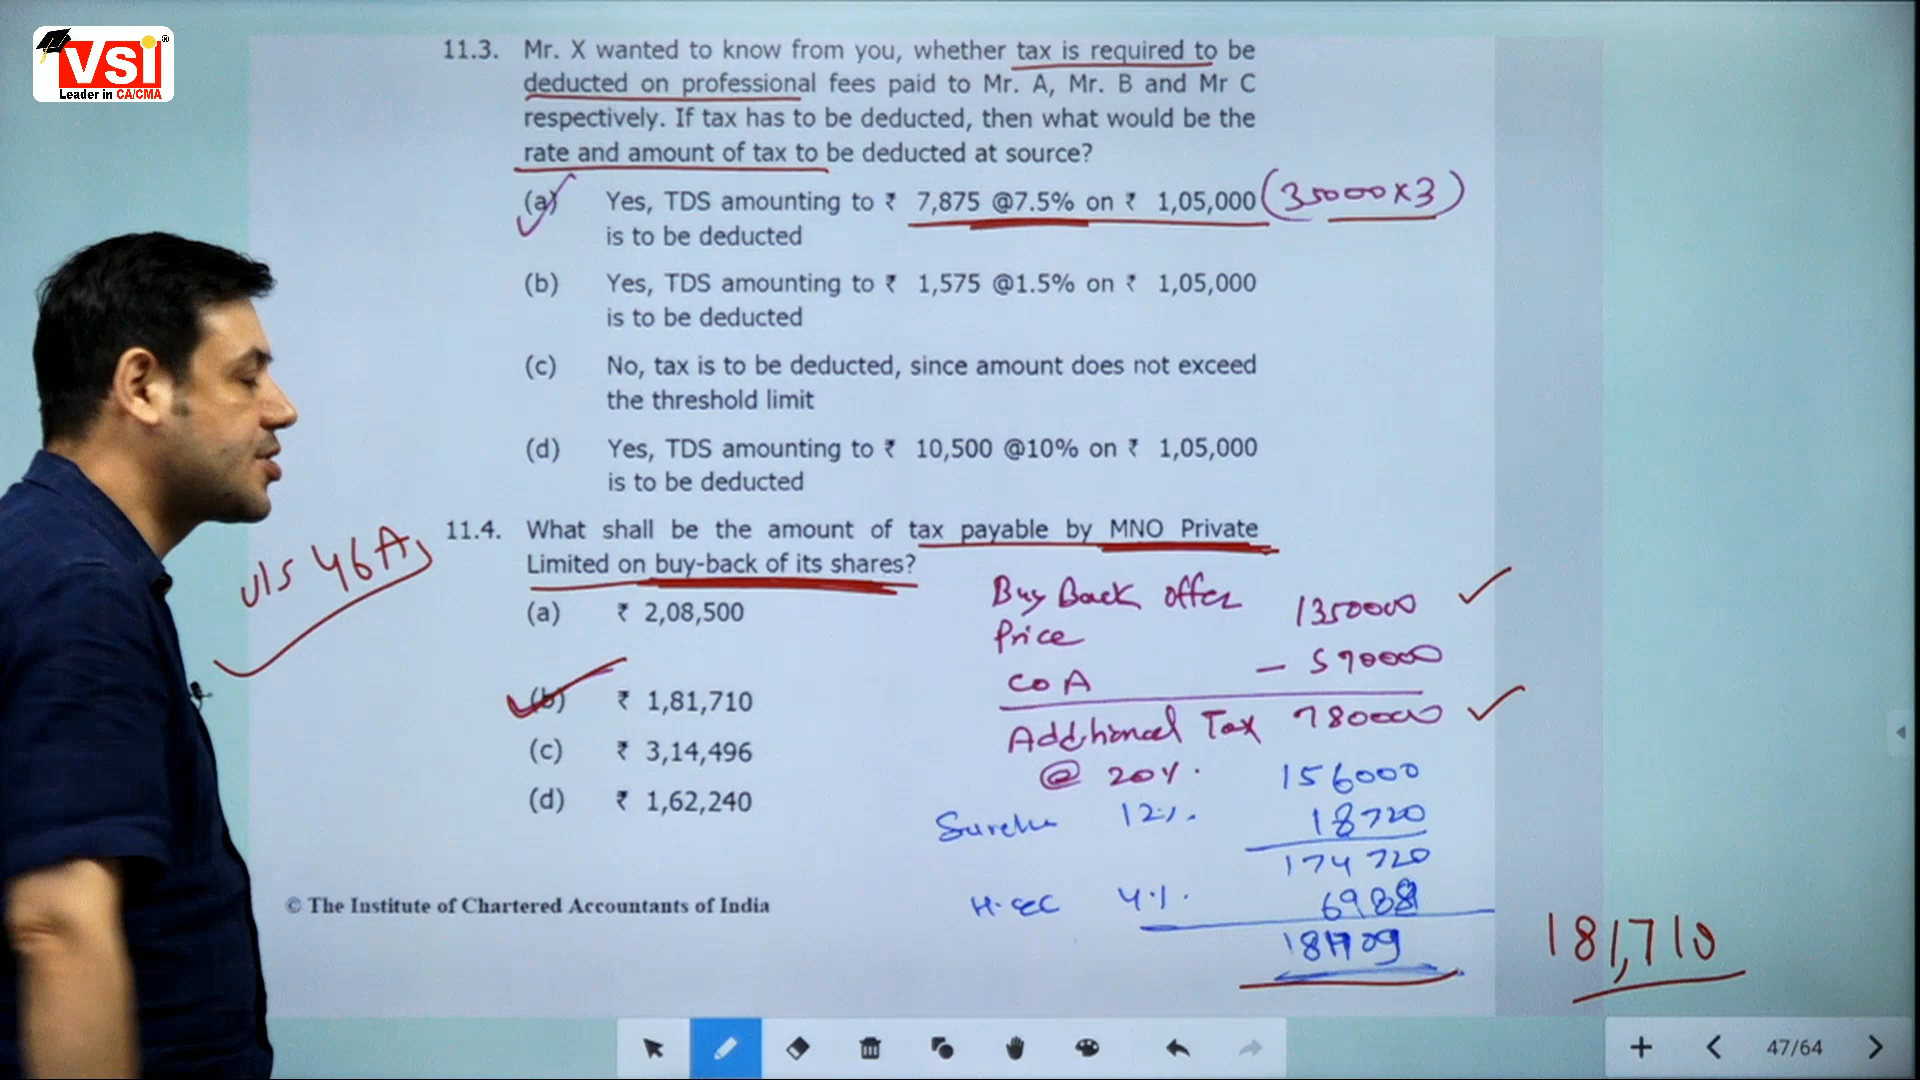 VSI ®
Leader in CA/CMA
11.3. Mr. X wanted to know from you, whether tax is required to be
deducted on professional fees paid to Mr. A, Mr. B and Mr C
respectively. If tax has to be deducted, then what would be the
rate and amount of tax to be deducted at source?
(a) Yes, TDS amounting to ₹ 7,875 @7.5% on ₹ 1,05,000 (35000×3)
is to be deducted
(b) Yes, TDS amounting to ₹ 1,575 @1.5% on ₹ 1,05,000
is to be deducted
(c) No, tax is to be deducted, since amount does not exceed
the threshold limit
(d) Yes, TDS amounting to ₹ 10,500 @10% on ₹ 1,05,000
is to be deducted
11.4. What shall be the amount of tax payable by MNO Private
Limited on buy-back of its shares?
u/s 46A
(a) ₹ 2,08,500
(b) ₹ 1,81,710
(c) ₹ 3,14,496
(d) ₹ 1,62,240
Buy Back offer 1350000
Price
COA - 570000
Additional Tax 780000
@ 20%. 156000
12%. 18720
174720
4%. 6988
181709
181,710
© The Institute of Chartered Accountants of India
47/64